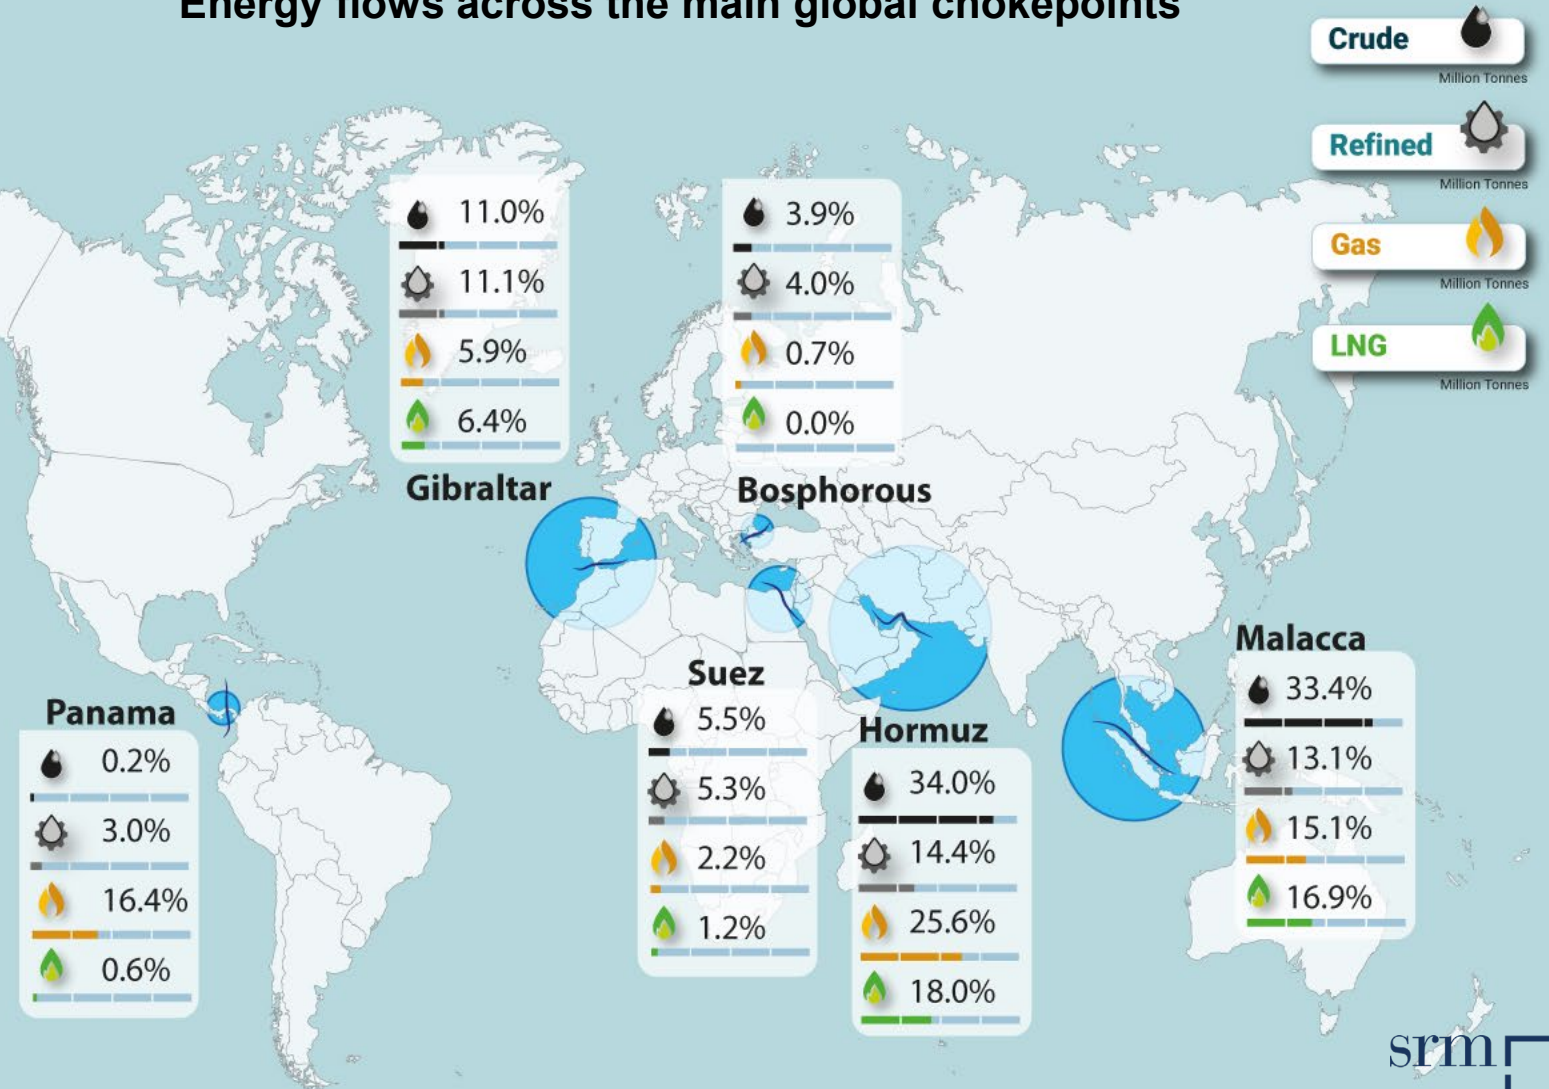 Energy flows across the main global chokepoints
Crude
Million Tonnes
Refined
Million Tonnes
Gas
Million Tonnes
LNG
Million Tonnes
11.0%
11.1%
5.9%
6.4%
Gibraltar
3.9%
4.0%
0.7%
0.0%
Bosphorous
Panama
0.2%
3.0%
16.4%
0.6%
Suez
5.5%
5.3%
2.2%
1.2%
Hormuz
34.0%
14.4%
25.6%
18.0%
Malacca
33.4%
13.1%
15.1%
16.9%
srm